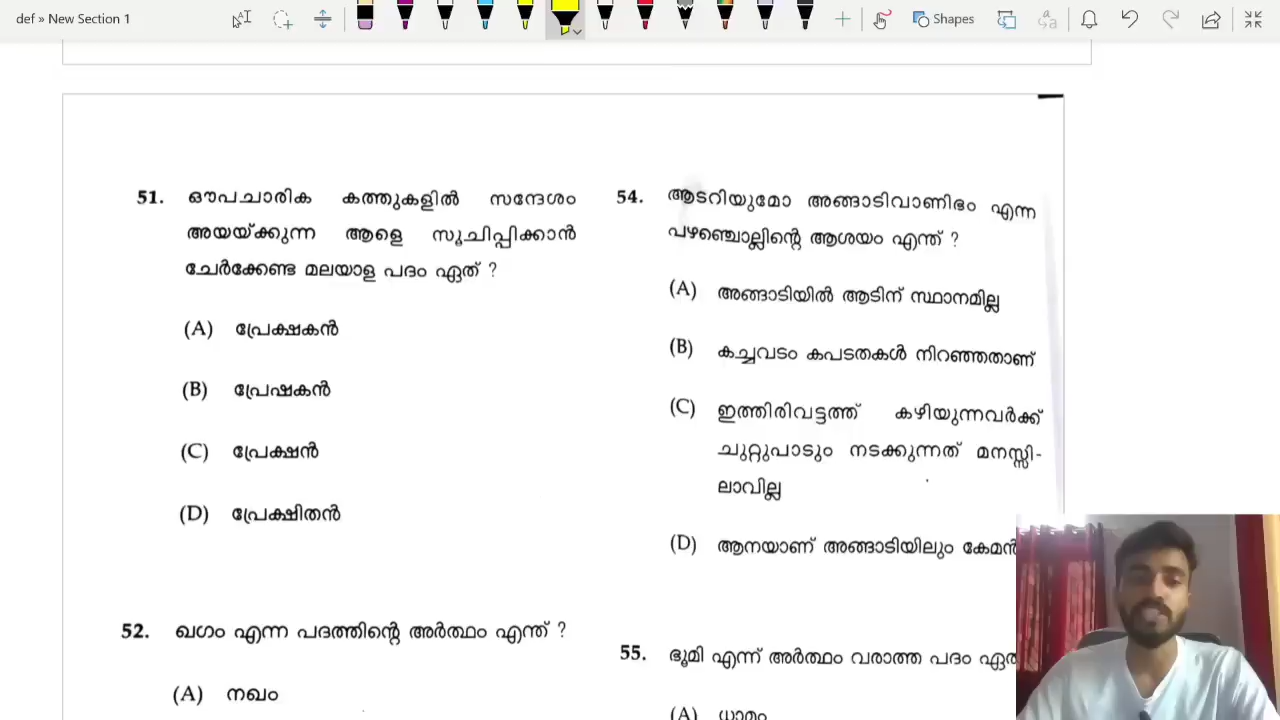 def » New Section 1
Shapes
51. ഔപചാരിക കത്തുകളിൽ സന്ദേശം
അയയ്ക്കുന്ന ആളെ സൂചിപ്പിക്കാൻ
ചേർക്കേണ്ട മലയാള പദം ഏത് ?
(A) പ്രേക്ഷകൻ
(B) പ്രേഷകൻ
(C) പ്രേക്ഷൻ
(D) പ്രേക്ഷിതൻ
52. ഖഗം എന്ന പദത്തിന്റെ അർത്ഥം എന്ത് ?
(A) നഖം
54. ആടറിയുമോ അങ്ങാടിവാണിഭം എന്ന
പഴഞ്ചൊല്ലിന്റെ ആശയം എന്ത് ?
(A) അങ്ങാടിയിൽ ആടിന് സ്ഥാനമില്ല
(B) കച്ചവടം കപടതകൾ നിറഞ്ഞതാണ്
(C) ഇത്തിരിവട്ടത്ത് കഴിയുന്നവർക്ക്
ചുറ്റുപാടും നടക്കുന്നത് മനസ്സി-
ലാവില്ല
(D) ആനയാണ് അങ്ങാടിയിലും കേമൻ
55. ഭൂമി എന്ന് അർത്ഥം വരാത്ത പദം ഏത
(A) ധാമം